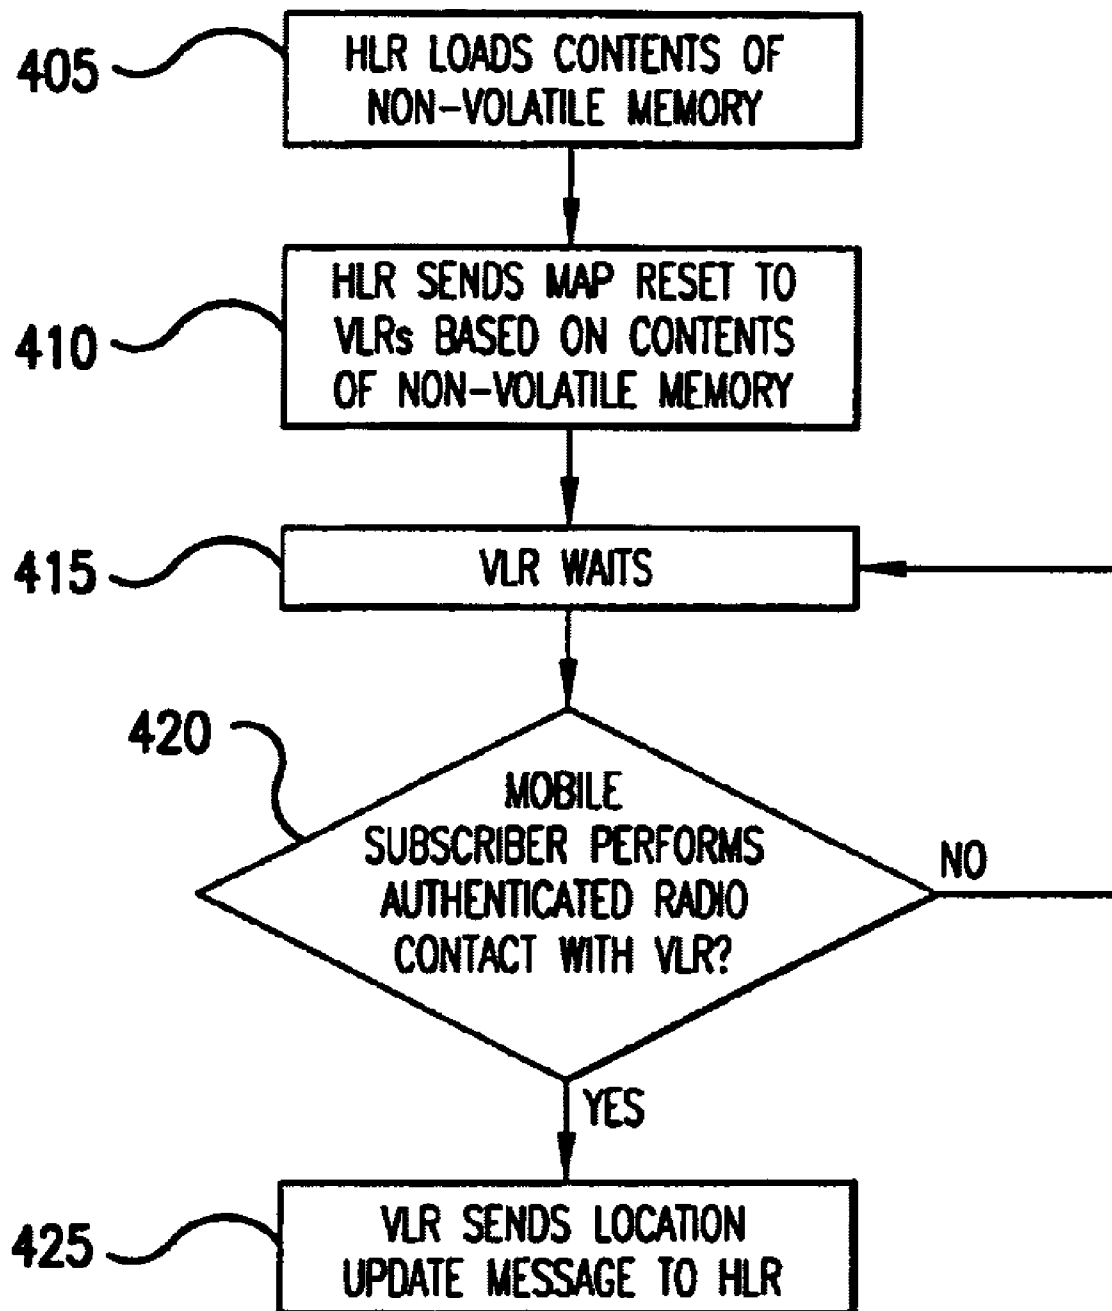 405
HLR LOADS CONTENTS OF
NON-VOLATILE MEMORY
410
HLR SENDS MAP RESET TO
VLRs BASED ON CONTENTS
OF NON-VOLATILE MEMORY
415
VLR WAITS
420
MOBILE
SUBSCRIBER PERFORMS
AUTHENTICATED RADIO
CONTACT WITH VLR?
NO
YES
425
VLR SENDS LOCATION
UPDATE MESSAGE TO HLR